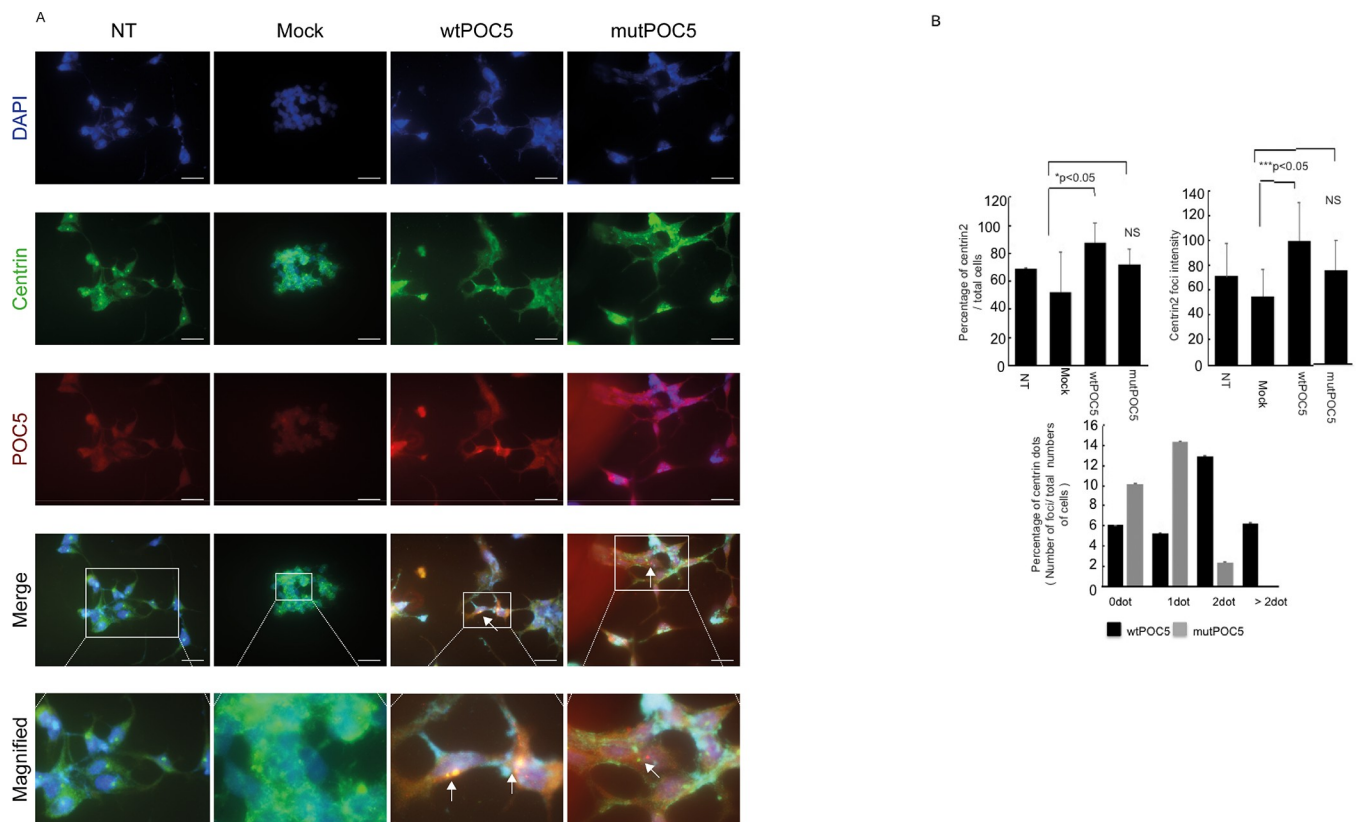 A
NT Mock wtPOC5 mutPOC5
DAPI
Centrin
POC5
Merge
Magnified
B
*p<0.05
NS
Percentage of centrin2
/ total cells
120
100
80
60
40
20
0
NT Mock wtPOC5 mutPOC5
***p<0.05
NS
Centrin2 foci intensity
140
120
100
80
60
40
20
0
NT Mock wtPOC5 mutPOC5
Percentage of centrin dots
( Number of foci/ total numbers
of cells )
16
14
12
10
8
6
4
2
0
0dot 1dot 2dot > 2dot
wtPOC5 mutPOC5